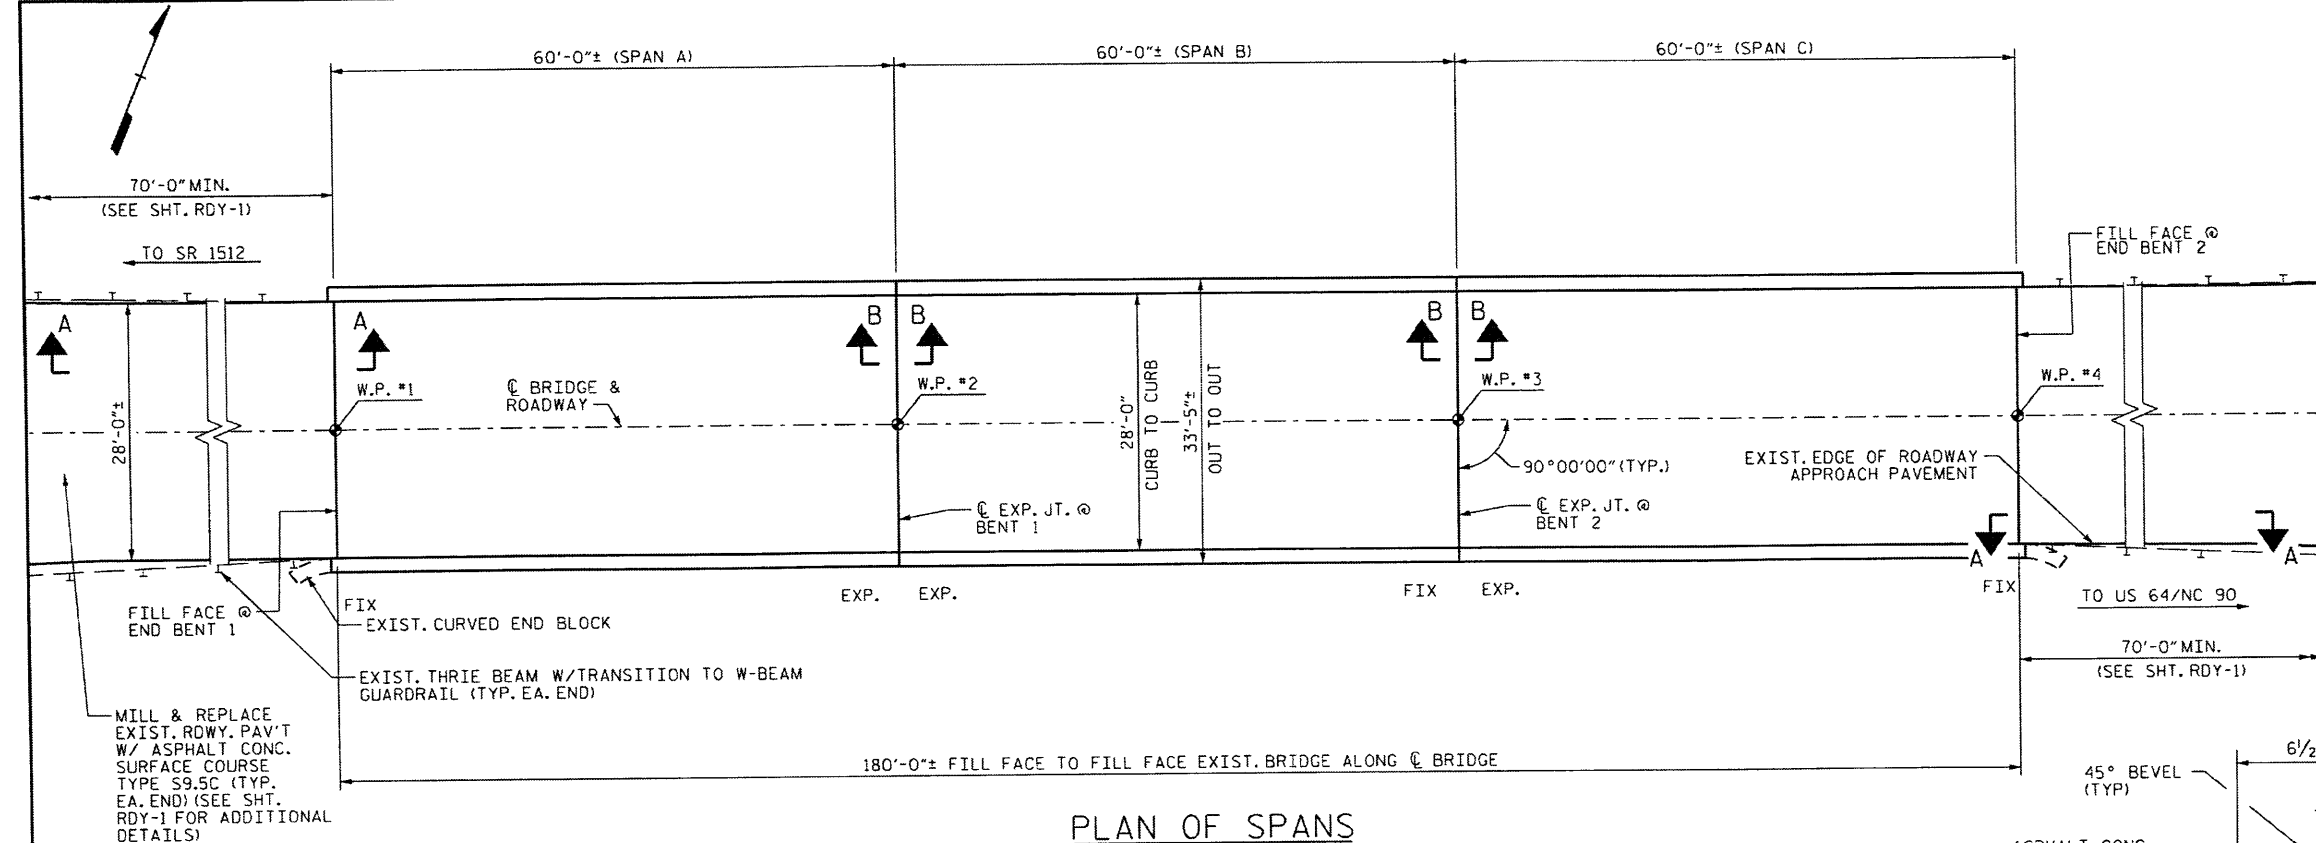 60'-0"± (SPAN A)
60'-0"± (SPAN B)
60'-0"± (SPAN C)
70'-0" MIN.
(SEE SHT. RDY-1)
TO SR 1512
FILL FACE @
END BENT 2
A
A
B
B
B
B
W.P. #1
℄ BRIDGE &
ROADWAY
W.P. #2
W.P. #3
W.P. #4
28'-0"±
28'-0"
CURB TO CURB
33'-5"±
OUT TO OUT
90°00'00" (TYP.)
EXIST. EDGE OF ROADWAY
APPROACH PAVEMENT
℄ EXP. JT. @
BENT 1
℄ EXP. JT. @
BENT 2
A
A
FILL FACE @
END BENT 1
FIX
EXP.
EXP.
FIX
EXP.
FIX
TO US 64/NC 90
EXIST. CURVED END BLOCK
70'-0" MIN.
(SEE SHT. RDY-1)
EXIST. THRIE BEAM W/TRANSITION TO W-BEAM
GUARDRAIL (TYP. EA. END)
MILL & REPLACE
EXIST. RDWY. PAV'T
W/ ASPHALT CONC.
SURFACE COURSE
TYPE S9.5C (TYP.
EA. END) (SEE SHT.
RDY-1 FOR ADDITIONAL
DETAILS)
180'-0"± FILL FACE TO FILL FACE EXIST. BRIDGE ALONG ℄ BRIDGE
6½
45° BEVEL
(TYP)
PLAN OF SPANS